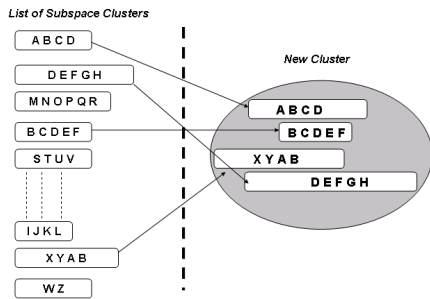 List of Subspace Clusters
A B C D
D E F G H
M N O P Q R
B C D E F
S T U V
I J K L
X Y A B
W Z
New Cluster
A B C D
B C D E F
X Y A B
D E F G H